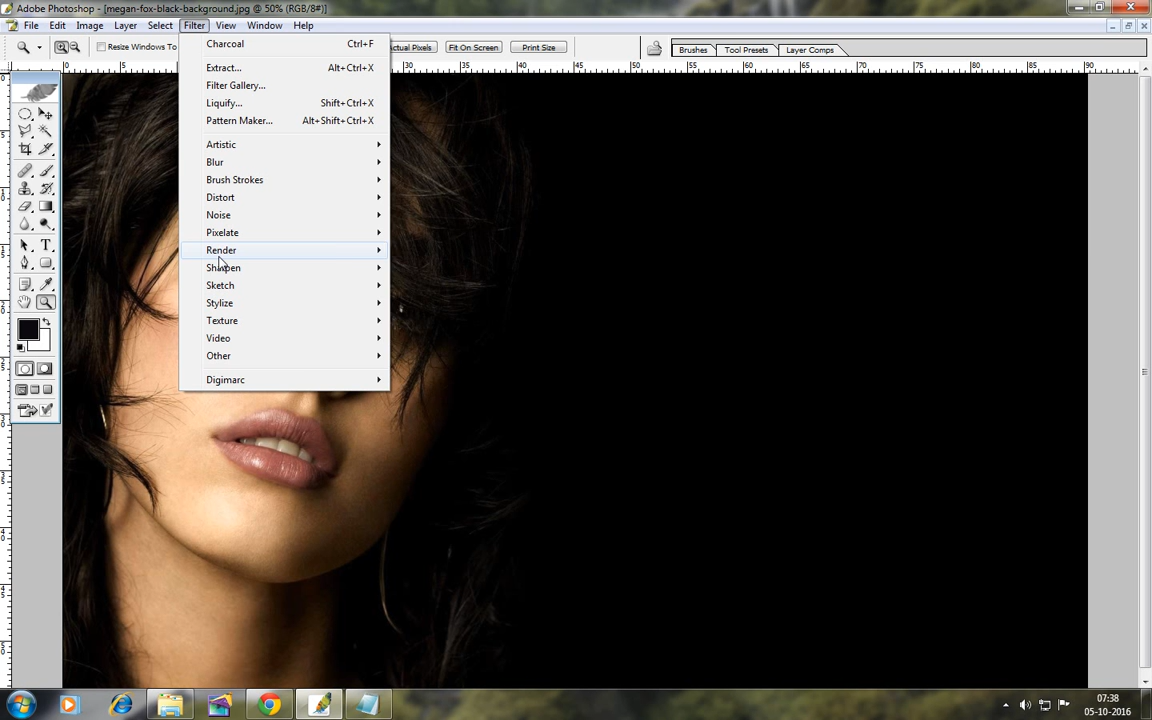 Adobe Photoshop - [megan-fox-black-background.jpg @ 50% (RGB/8#)]
File Edit Image Layer Select Filter View Window Help
Resize Windows To
ctual Pixels Fit On Screen Print Size Brushes Tool Presets Layer Comps
30 35 40 45 50 55 60 65 70 75 80 85 90
Charcoal Ctrl+F
Extract... Alt+Ctrl+X
Filter Gallery...
Liquify... Shift+Ctrl+X
Pattern Maker... Alt+Shift+Ctrl+X
Artistic
Blur
Brush Strokes
Distort
Noise
Pixelate
Render
Sharpen
Sketch
Stylize
Texture
Video
Other
Digimarc
07:38
05-10-2016